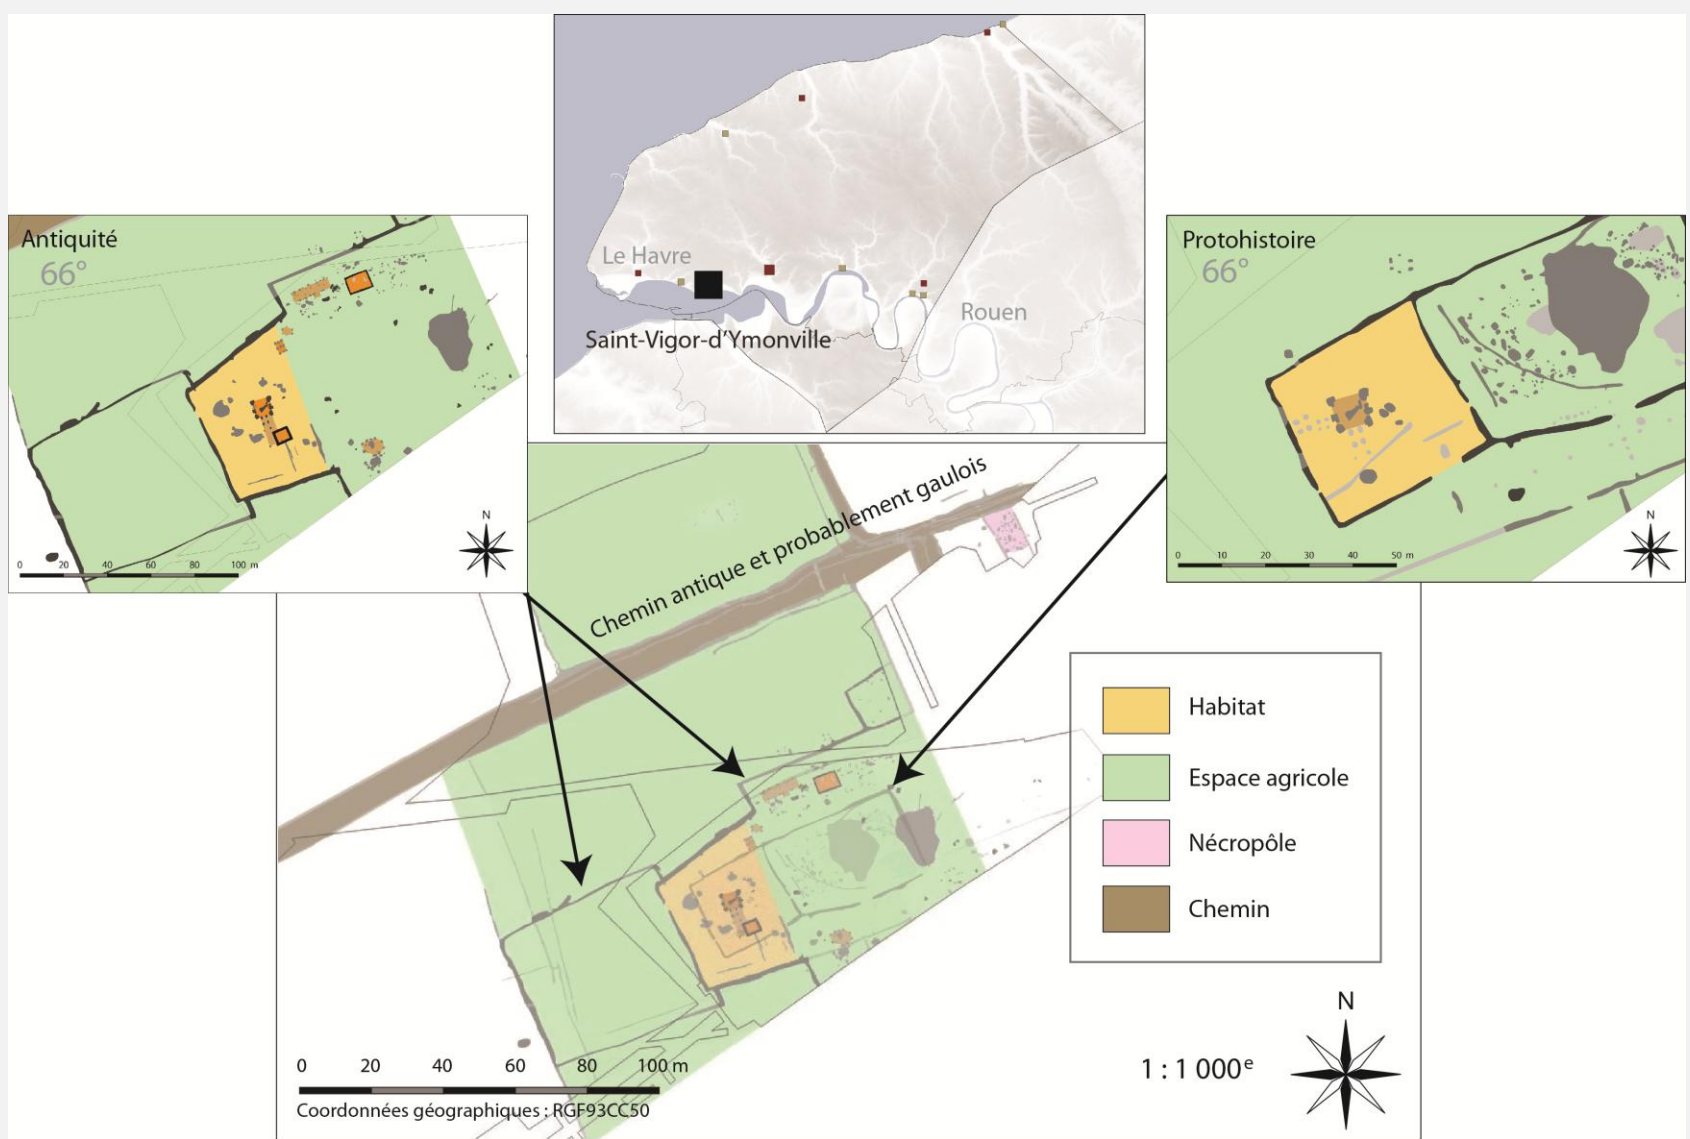 Le Havre
Rouen
Saint-Vigor-d'Ymonville
Antiquité
66°
N
0 20 40 60 80 100 m
Protohistoire
66°
N
0 10 20 30 40 50 m
Chemin antique et probablement gaulois
Habitat
Espace agricole
Nécropôle
Chemin
N
1 : 1 000e
0 20 40 60 80 100 m
Coordonnées géographiques : RGF93CC50